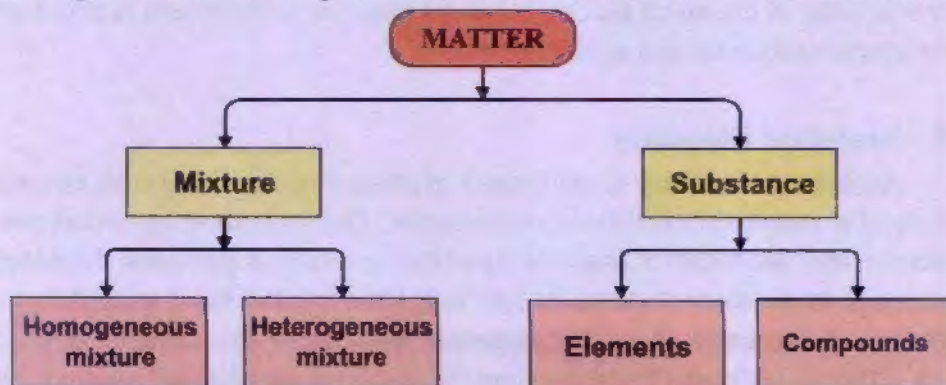 MATTER
Mixture
Substance
Homogeneous
mixture
Heterogeneous
mixture
Elements
Compounds